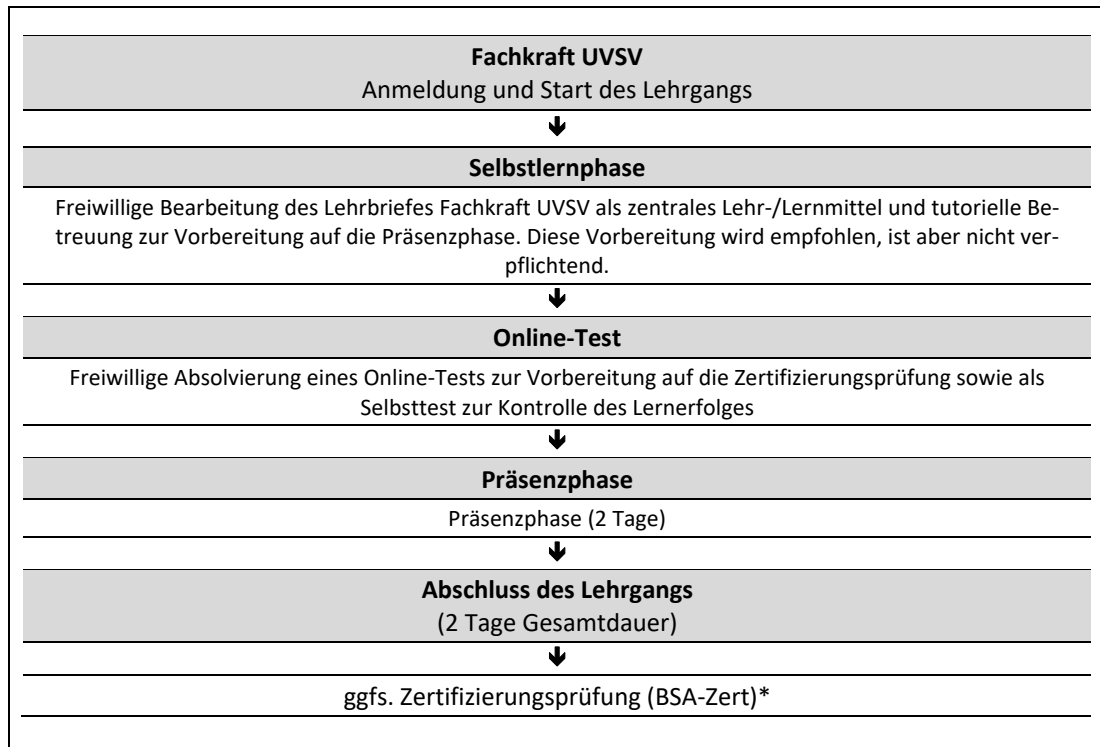 Fachkraft UVSV
Anmeldung und Start des Lehrgangs
🡻
Selbstlernphase
Freiwillige Bearbeitung des Lehrbriefes Fachkraft UVSV als zentrales Lehr-/Lernmittel und tutorielle Be-
treuung zur Vorbereitung auf die Präsenzphase. Diese Vorbereitung wird empfohlen, ist aber nicht ver-
pflichtend.
🡻
Online-Test
Freiwillige Absolvierung eines Online-Tests zur Vorbereitung auf die Zertifizierungsprüfung sowie als
Selbsttest zur Kontrolle des Lernerfolges
🡻
Präsenzphase
Präsenzphase (2 Tage)
🡻
Abschluss des Lehrgangs
(2 Tage Gesamtdauer)
🡻
ggfs. Zertifizierungsprüfung (BSA-Zert)*